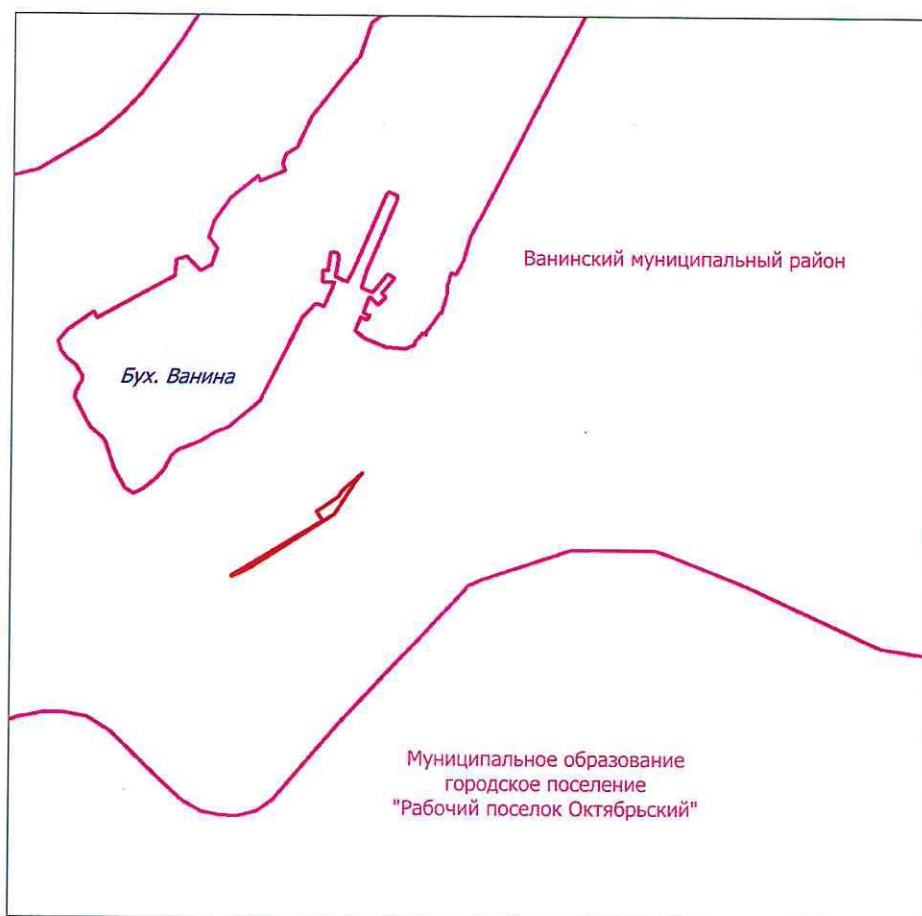 Ванинский муниципальный район
Бух. Ванина
Муниципальное образование
городское поселение
"Рабочий поселок Октябрьский"